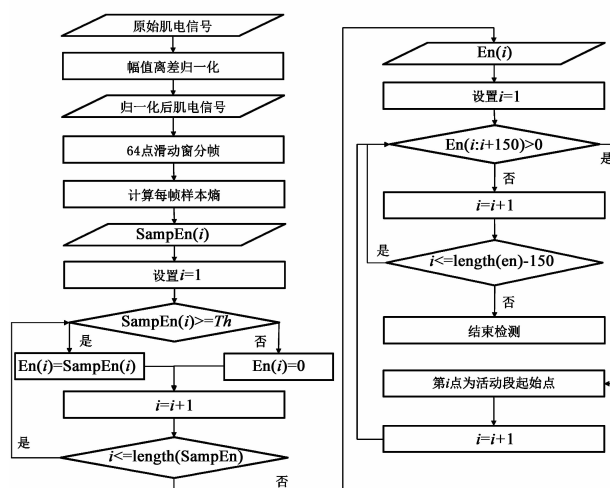 原始肌电信号
幅值离差归一化
归一化后肌电信号
64点滑动窗分帧
计算每帧样本熵
SampEn(i)
设置i=1
SampEn(i)>=Th
是
否
En(i)=SampEn(i)
En(i)=0
i=i+1
是
i<=length(SampEn)
否
En(i)
设置i=1
En(i:i+150)>0
是
否
i=i+1
是
i<=length(en)-150
否
结束检测
第i点为活动段起始点
i=i+1